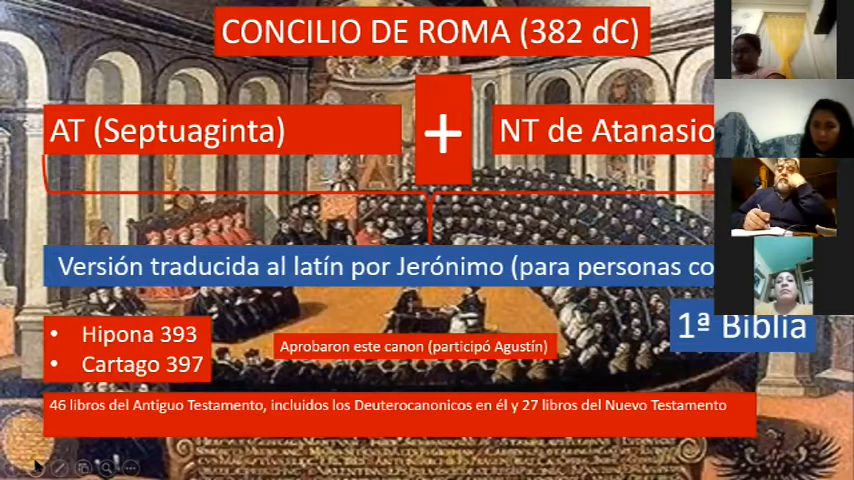 CONCILIO DE ROMA (382 dC)
AT (Septuaginta)
+
NT de Atanasio
Versión traducida al latín por Jerónimo (para personas co
1ª Biblia
• Hipona 393
• Cartago 397
Aprobaron este canon (participó Agustín)
46 libros del Antiguo Testamento, incluidos los Deuterocanonicos en él y 27 libros del Nuevo Testamento